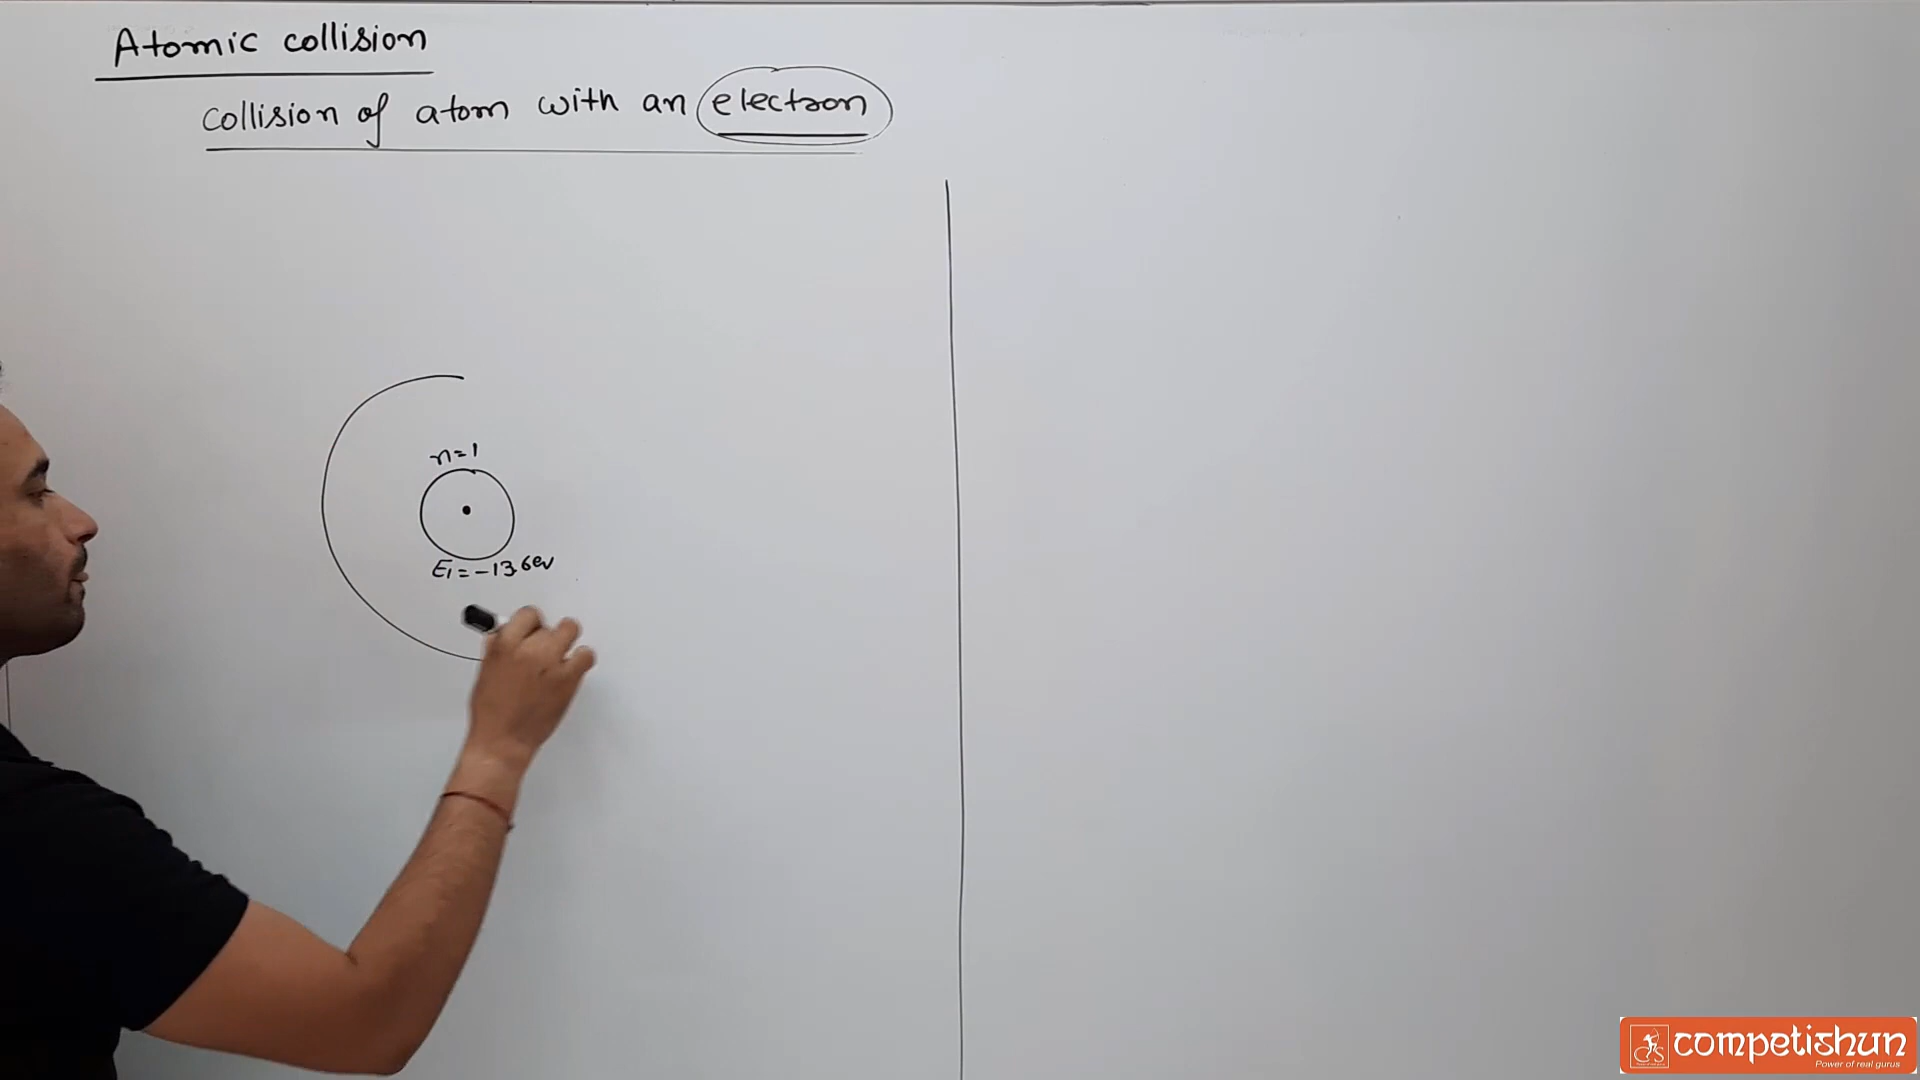 Atomic collision
collision of atom with an electron
n=1
E1=-13.6ev
competishun
Power of real gurus